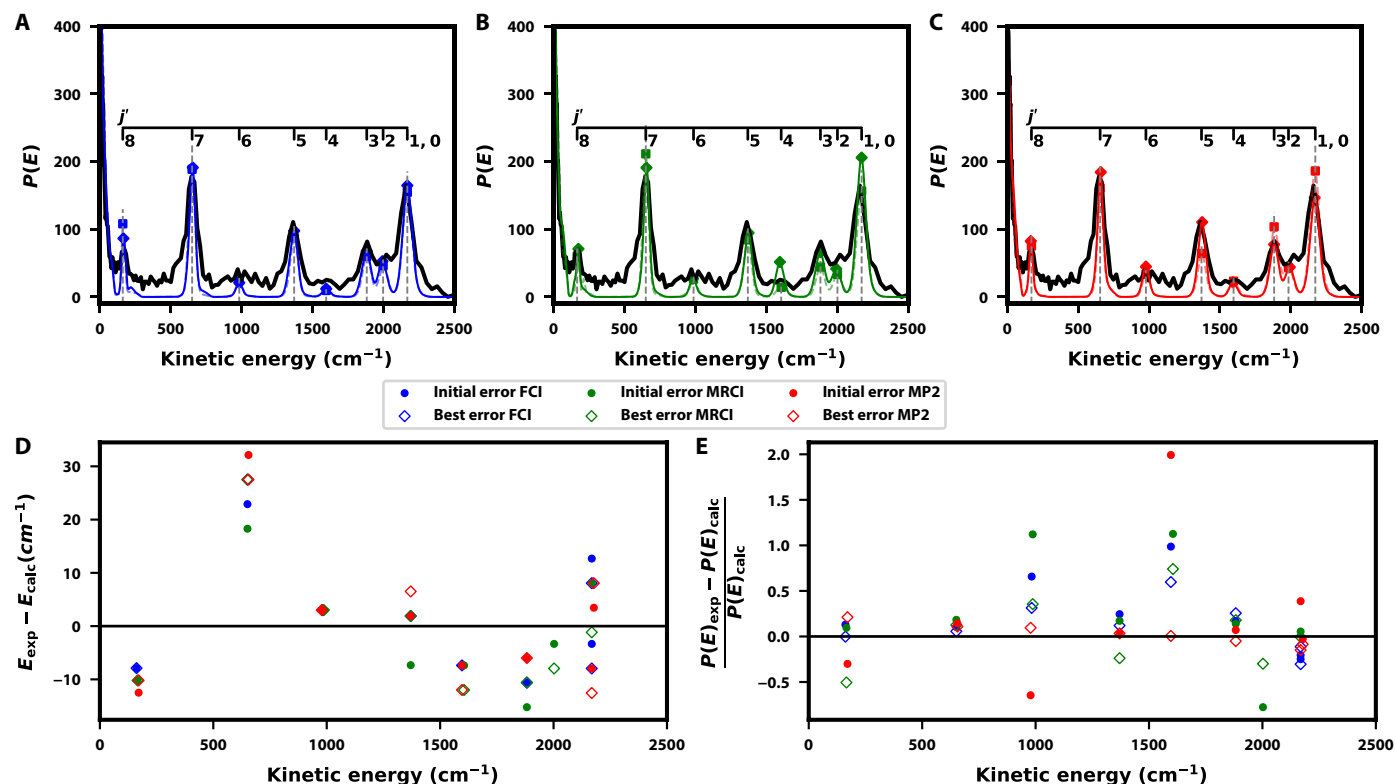 A B C
400 400 400
300 300 300
200 200 200
100 100 100
0 0 0
P(E) P(E) P(E)
j′ j′ j′
8 7 6 5 4 3 2 1, 0 8 7 6 5 4 3 2 1, 0 8 7 6 5 4 3 2 1, 0
0 500 1000 1500 2000 2500 0 500 1000 1500 2000 2500 0 500 1000 1500 2000 2500
Kinetic energy (cm⁻¹) Kinetic energy (cm⁻¹) Kinetic energy (cm⁻¹)
Initial error FCI Initial error MRCI Initial error MP2
Best error FCI Best error MRCI Best error MP2
D E
30
20
10
0
−10
E_exp − E_calc(cm⁻¹)
0 500 1000 1500 2000 2500
Kinetic energy (cm⁻¹)
2.0
1.5
1.0
0.5
0.0
−0.5
P(E)_exp − P(E)_calc
P(E)_calc
0 500 1000 1500 2000 2500
Kinetic energy (cm⁻¹)